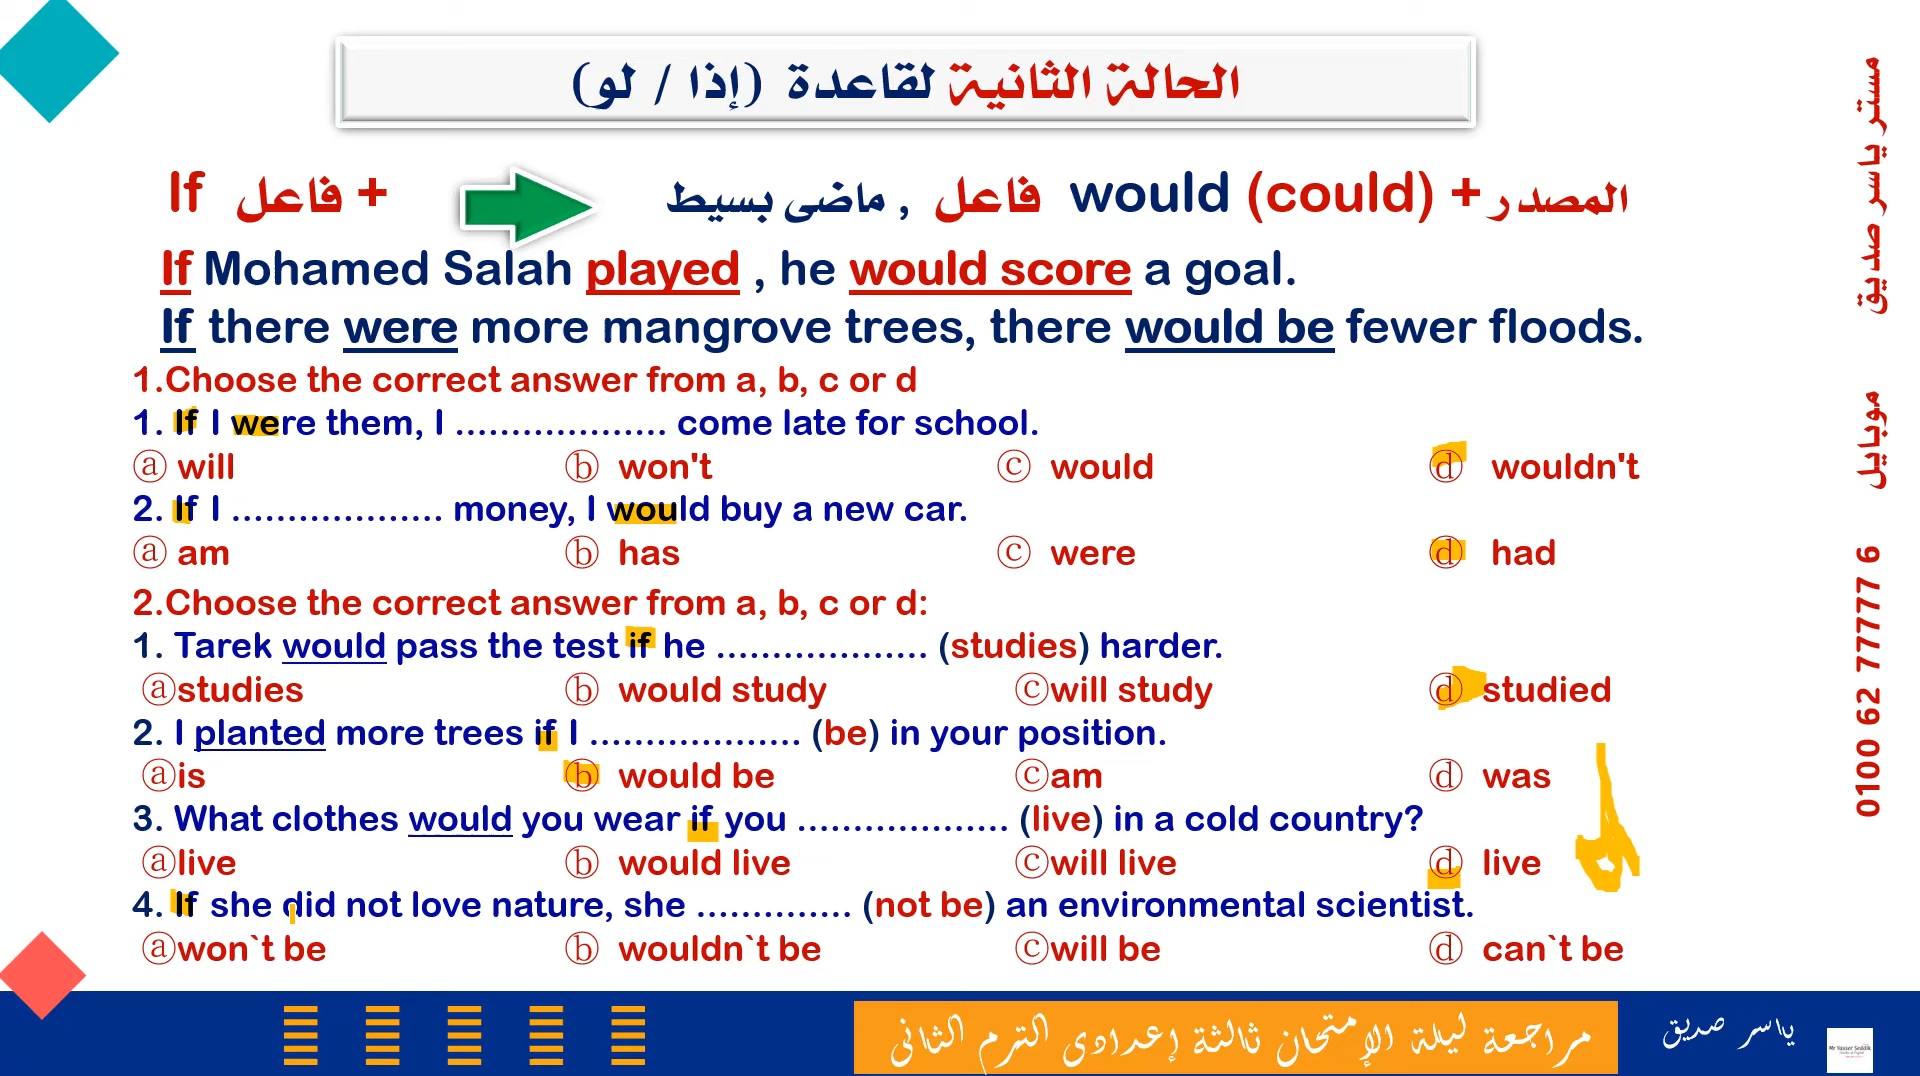 الحالة الثانية لقاعدة (إذا / لو)
If فاعل + ماضى بسيط , فاعل would (could) + المصدر
If Mohamed Salah played , he would score a goal.
If there were more mangrove trees, there would be fewer floods.
1.Choose the correct answer from a, b, c or d
1. If I were them, I ................... come late for school.
ⓐ will ⓑ won't ⓒ would ⓓ wouldn't
2. If I ................... money, I would buy a new car.
ⓐ am ⓑ has ⓒ were ⓓ had
2.Choose the correct answer from a, b, c or d:
1. Tarek would pass the test if he ................... (studies) harder.
ⓐstudies ⓑ would study ⓒwill study ⓓ studied
2. I planted more trees if I ................... (be) in your position.
ⓐis ⓑ would be ⓒam ⓓ was
3. What clothes would you wear if you ................... (live) in a cold country?
ⓐlive ⓑ would live ⓒwill live ⓓ live
4. If she did not love nature, she .............. (not be) an environmental scientist.
ⓐwon`t be ⓑ wouldn`t be ⓒwill be ⓓ can`t be
مستر ياسر صديق موبايل 0100 62 77777 6
مراجعة ليلة الإمتحان ثالثة إعدادى الترم الثانى
ياسر صديق
Mr Yasser Seddik